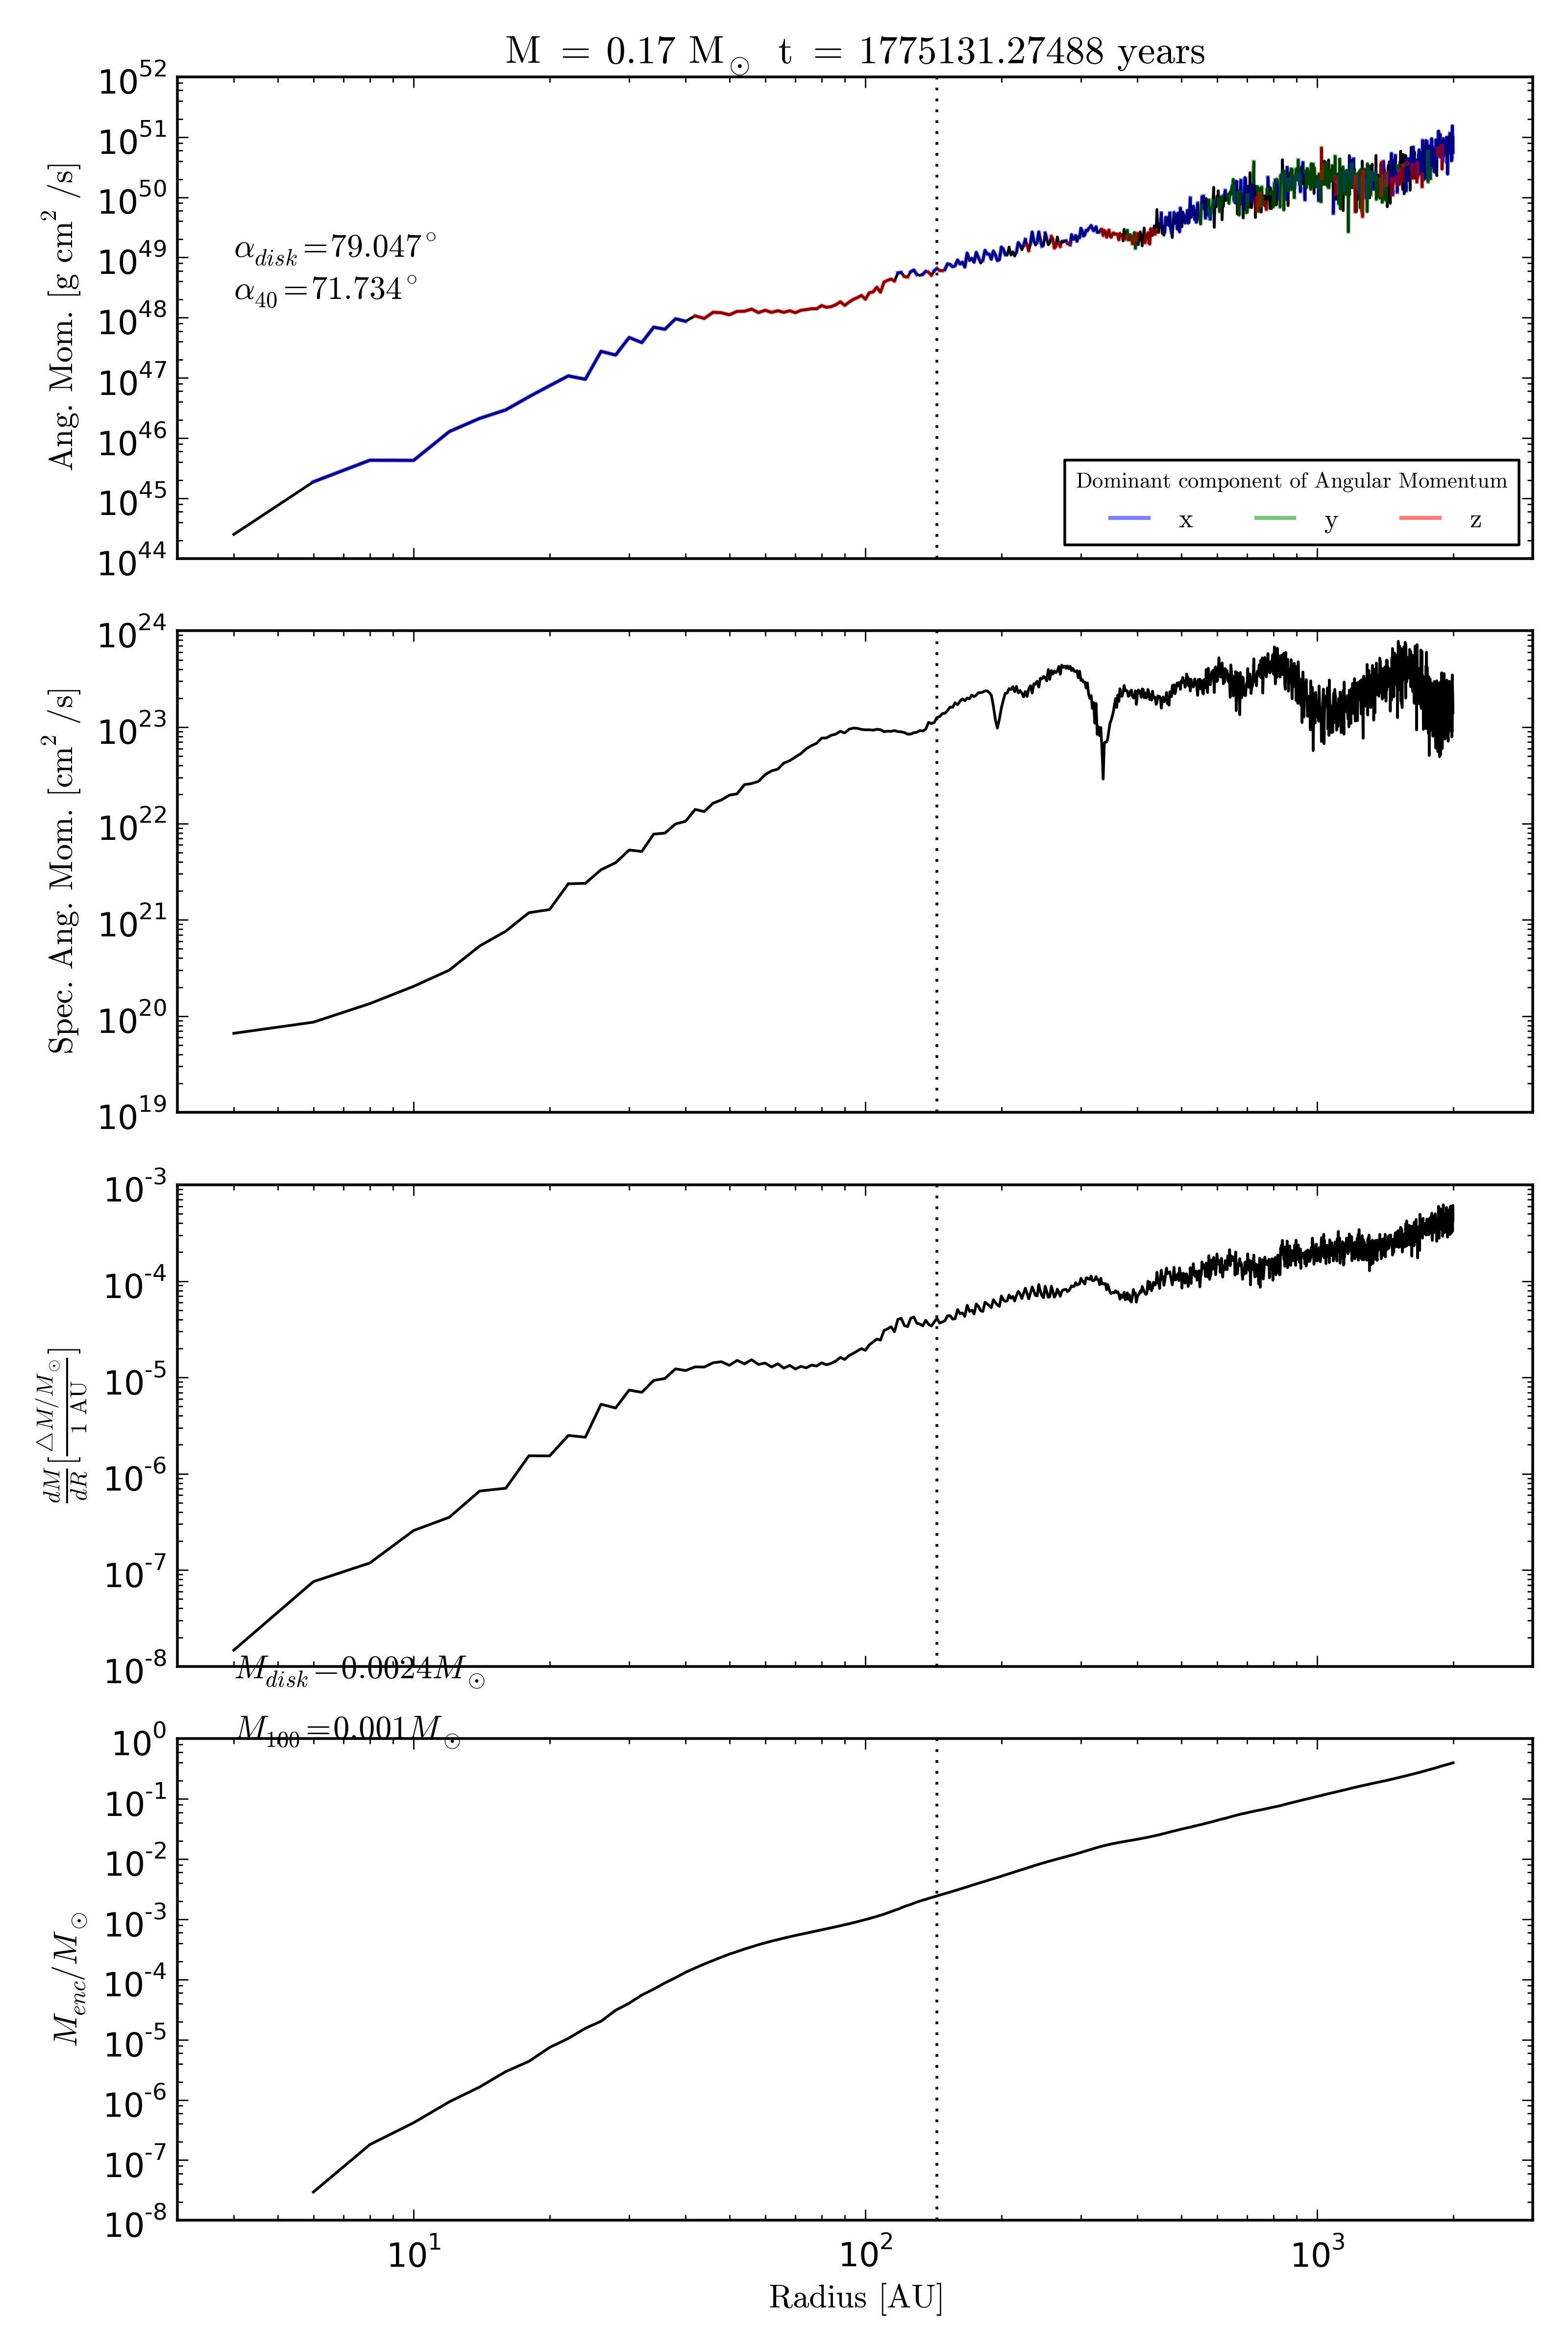 M = 0.17 M⊙ t = 1775131.27488 years
10^52
10^51
10^50
10^49
10^48
10^47
10^46
10^45
10^44
Ang. Mom. [g cm^2 /s]
α_disk=79.047°
α_40=71.734°
Dominant component of Angular Momentum
x y z
10^24
10^23
10^22
10^21
10^20
10^19
Spec. Ang. Mom. [cm^2 /s]
10^-3
10^-4
10^-5
10^-6
10^-7
10^-8
dM/dR [△M/M⊙ / 1 AU]
M_disk=0.0024M⊙
M_100=0.001M⊙
10^0
10^-1
10^-2
10^-3
10^-4
10^-5
10^-6
10^-7
10^-8
M_enc/M⊙
10^1 10^2 10^3
Radius [AU]